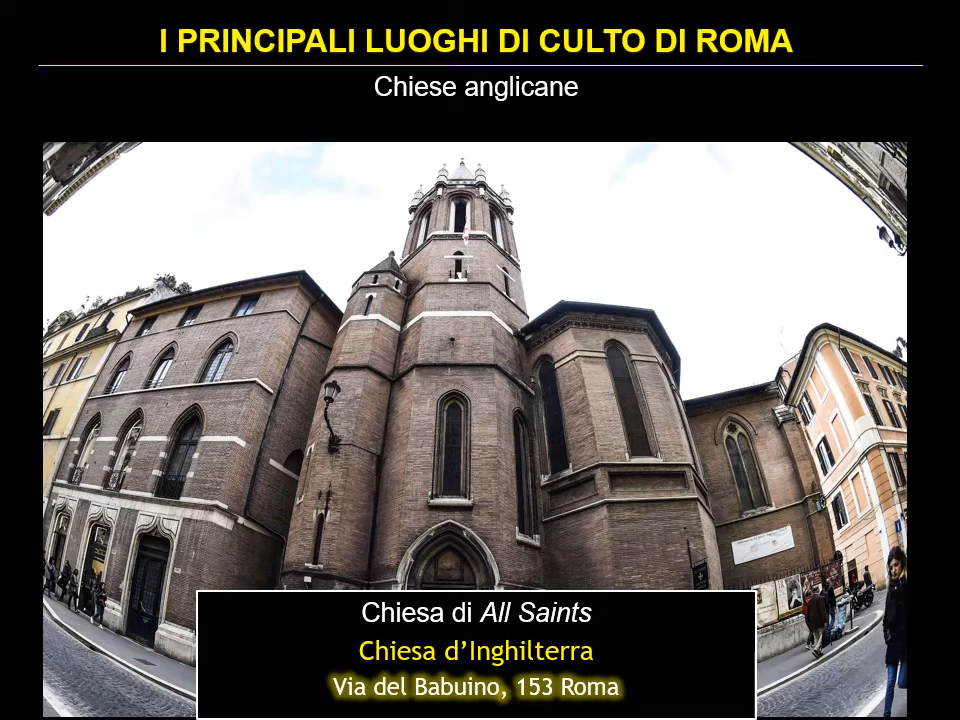 I PRINCIPALI LUOGHI DI CULTO DI ROMA
Chiese anglicane
Chiesa di All Saints
Chiesa d’Inghilterra
Via del Babuino, 153 Roma